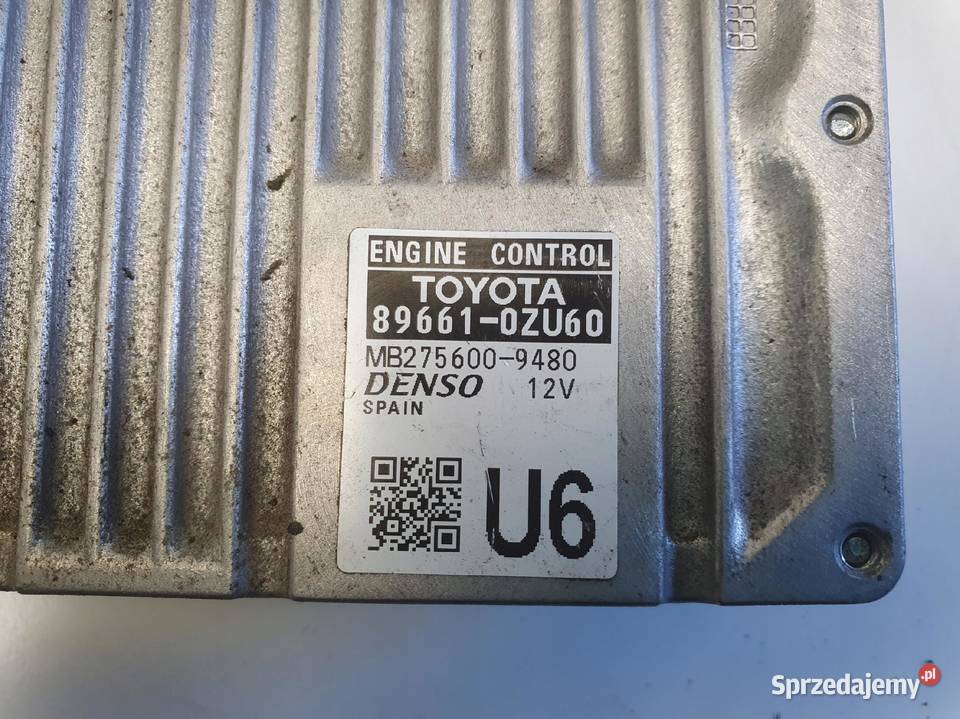 ENGINE CONTROL
TOYOTA
89661-0ZU60
MB275600-9480
DENSO 12V
SPAIN
U6
Sprzedajemy.pl